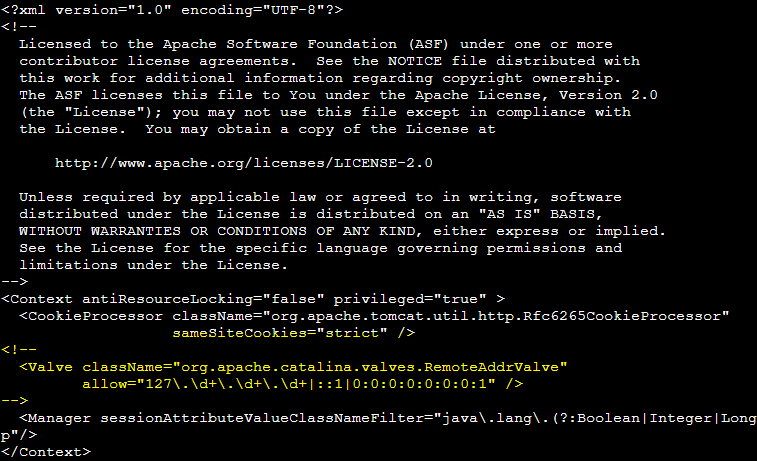 <?xml version="1.0" encoding="UTF-8"?>
<!--
  Licensed to the Apache Software Foundation (ASF) under one or more
  contributor license agreements.  See the NOTICE file distributed with
  this work for additional information regarding copyright ownership.
  The ASF licenses this file to You under the Apache License, Version 2.0
  (the "License"); you may not use this file except in compliance with
  the License.  You may obtain a copy of the License at

      http://www.apache.org/licenses/LICENSE-2.0

  Unless required by applicable law or agreed to in writing, software
  distributed under the License is distributed on an "AS IS" BASIS,
  WITHOUT WARRANTIES OR CONDITIONS OF ANY KIND, either express or implied.
  See the License for the specific language governing permissions and
  limitations under the License.
-->
<Context antiResourceLocking="false" privileged="true" >
  <CookieProcessor className="org.apache.tomcat.util.http.Rfc6265CookieProcessor"
                   sameSiteCookies="strict" />
<!--
  <Valve className="org.apache.catalina.valves.RemoteAddrValve"
         allow="127\.\d+\.\d+\.\d+|::1|0:0:0:0:0:0:0:1" />
-->
  <Manager sessionAttributeValueClassNameFilter="java\.lang\.(?:Boolean|Integer|Long
p"/>
</Context>